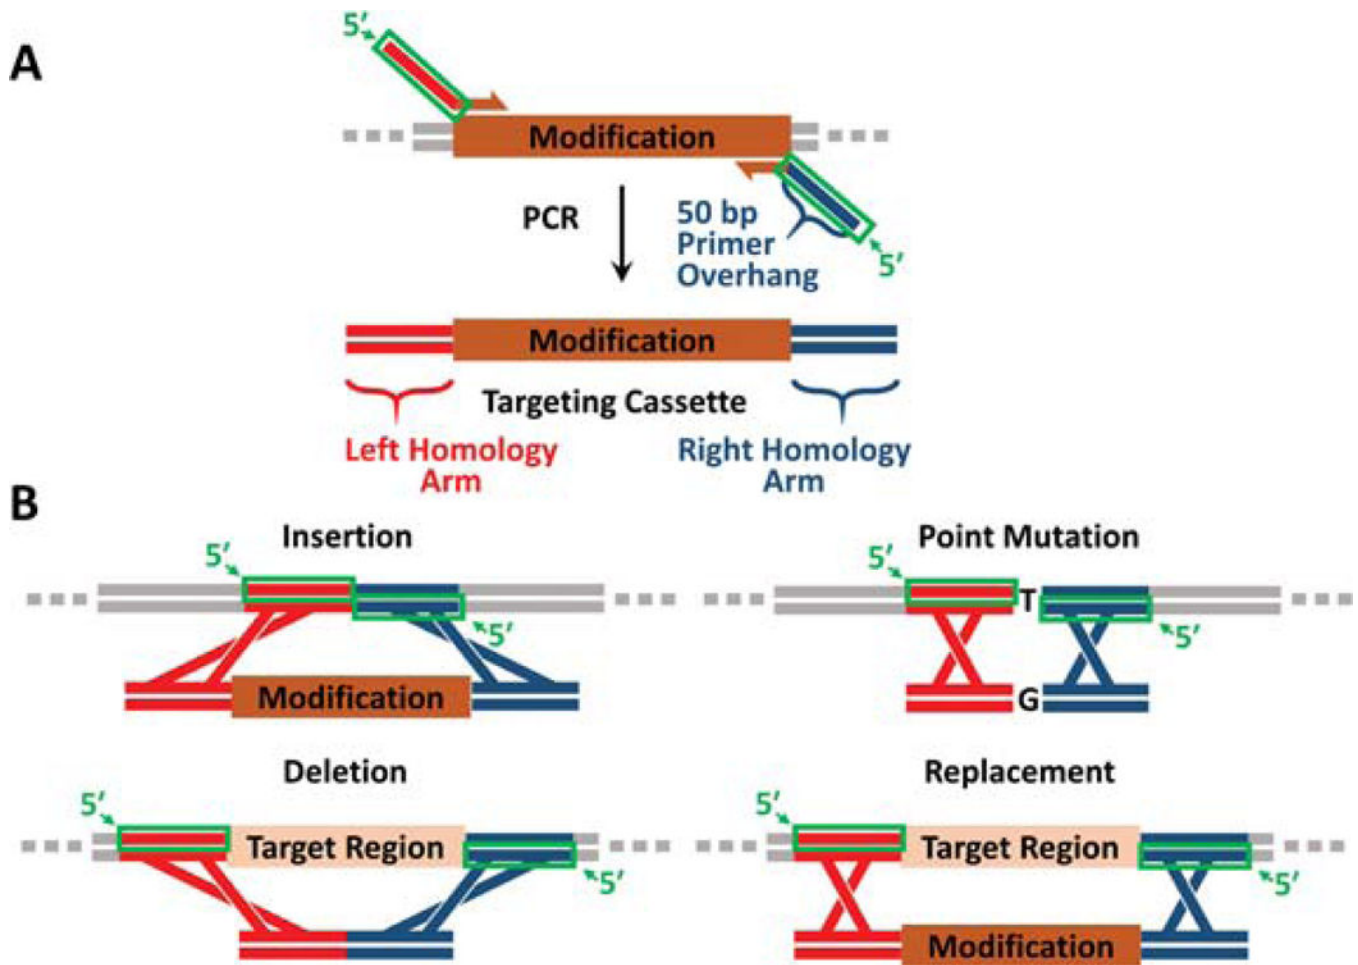 A
5'
Modification
PCR
50 bp
Primer
Overhang
5'
Modification
Targeting Cassette
Left Homology
Arm
Right Homology
Arm
B
Insertion
5'
5'
Modification
Point Mutation
5'
T
5'
G
Deletion
5'
Target Region
5'
Replacement
5'
Target Region
5'
Modification